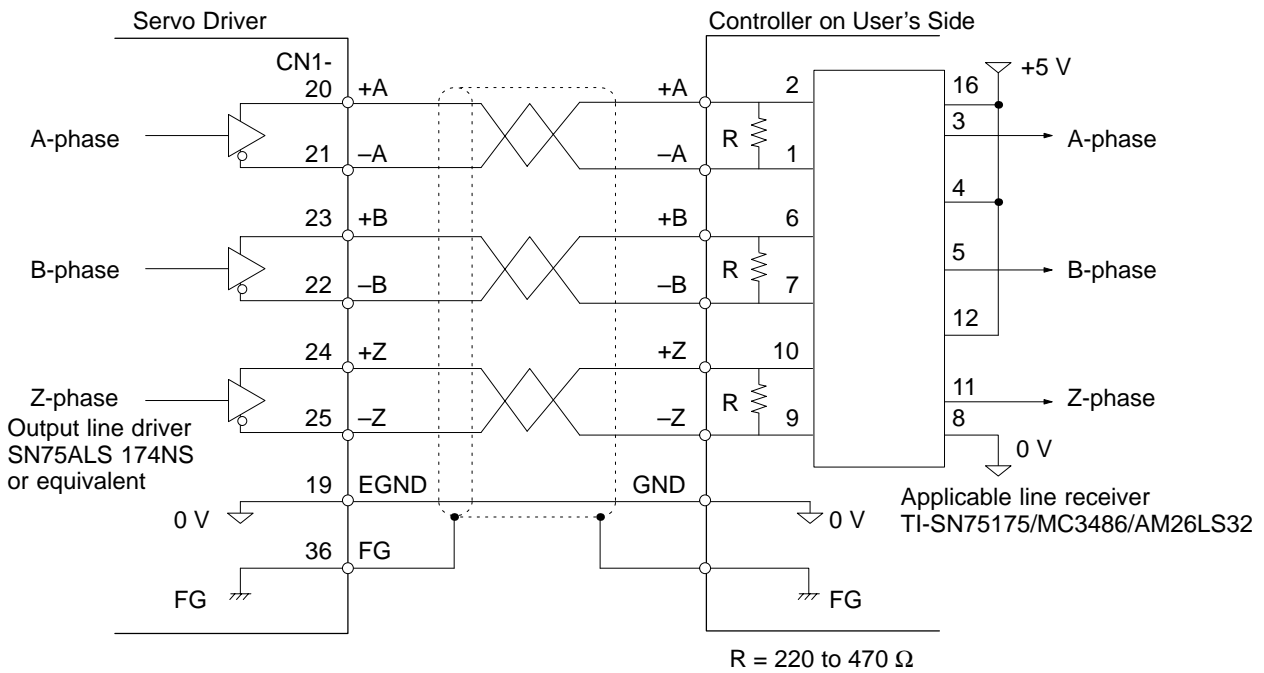 Servo Driver
Controller on User's Side
CN1-
20 +A +A 2 16 +5 V
A-phase R 3 A-phase
21 –A –A 1
4
23 +B +B 6
B-phase R 5 B-phase
22 –B –B 7
12
24 +Z +Z 10
Z-phase R 11 Z-phase
25 –Z –Z 9 8
Output line driver
SN75ALS 174NS
or equivalent
0 V
19 EGND GND
0 V 0 V
Applicable line receiver
TI-SN75175/MC3486/AM26LS32
36 FG
FG FG
R = 220 to 470 Ω